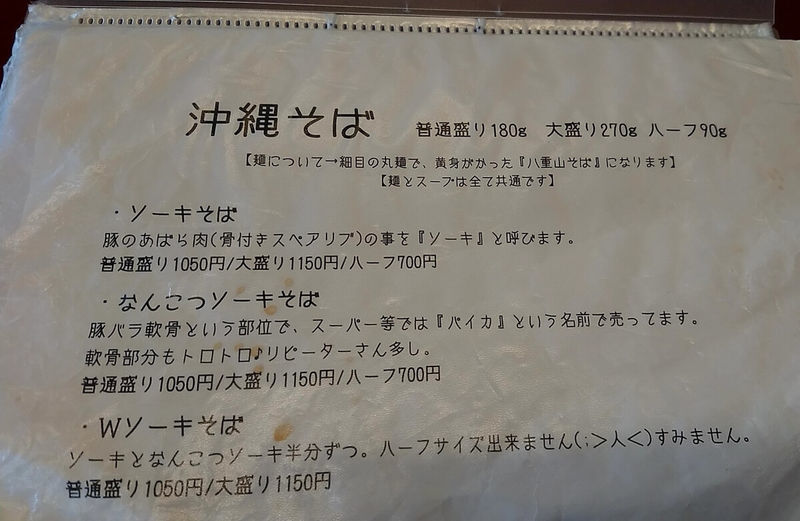 沖縄そば　普通盛り180g　大盛り270g ハーフ90g
【麺について→細目の丸麺で、黄身がかった『八重山そば』になります】
【麺とスープは全て共通です】
・ソーキそば
豚のあばら肉(骨付きスペアリブ)の事を『ソーキ』と呼びます。
普通盛り1050円/大盛り1150円/ハーフ700円
・なんこつソーキそば
豚バラ軟骨という部位で、スーパー等では『パイカ』という名前で売ってます。
軟骨部分もトロトロ♪リピーターさん多し。
普通盛り1050円/大盛り1150円/ハーフ700円
・Wソーキそば
ソーキとなんこつソーキ半分ずつ。ハーフサイズ出来ません(;＞人＜)すみません。
普通盛り1050円/大盛り1150円